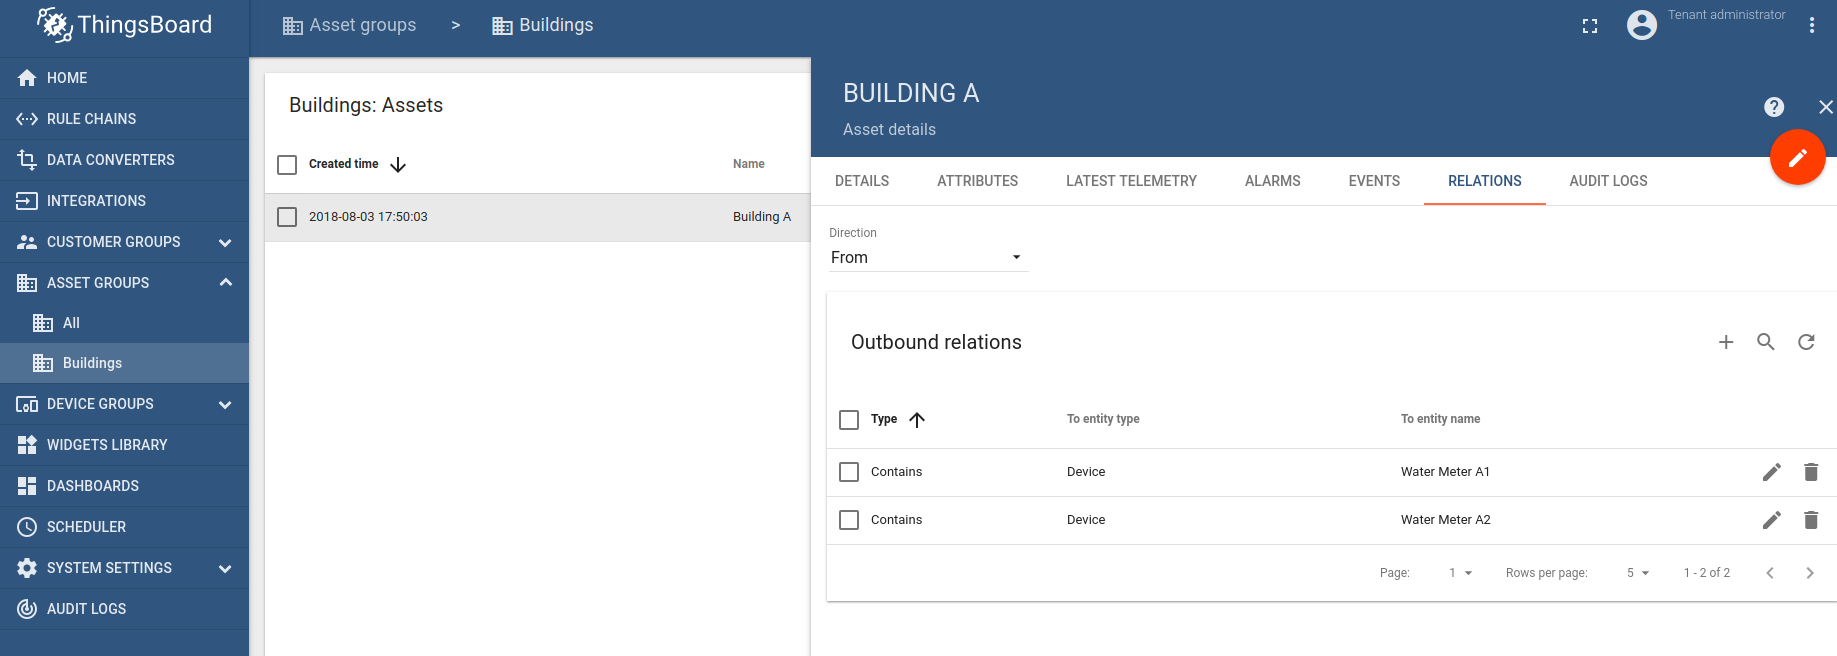 ThingsBoard
Asset groups > Buildings
Tenant administrator
HOME
RULE CHAINS
DATA CONVERTERS
INTEGRATIONS
CUSTOMER GROUPS
ASSET GROUPS
All
Buildings
DEVICE GROUPS
WIDGETS LIBRARY
DASHBOARDS
SCHEDULER
SYSTEM SETTINGS
AUDIT LOGS
Buildings: Assets
Created time Name
2018-08-03 17:50:03 Building A
BUILDING A
Asset details
DETAILS ATTRIBUTES LATEST TELEMETRY ALARMS EVENTS RELATIONS AUDIT LOGS
Direction
From
Outbound relations
Type To entity type To entity name
Contains Device Water Meter A1
Contains Device Water Meter A2
Page: 1 Rows per page: 5 1 - 2 of 2